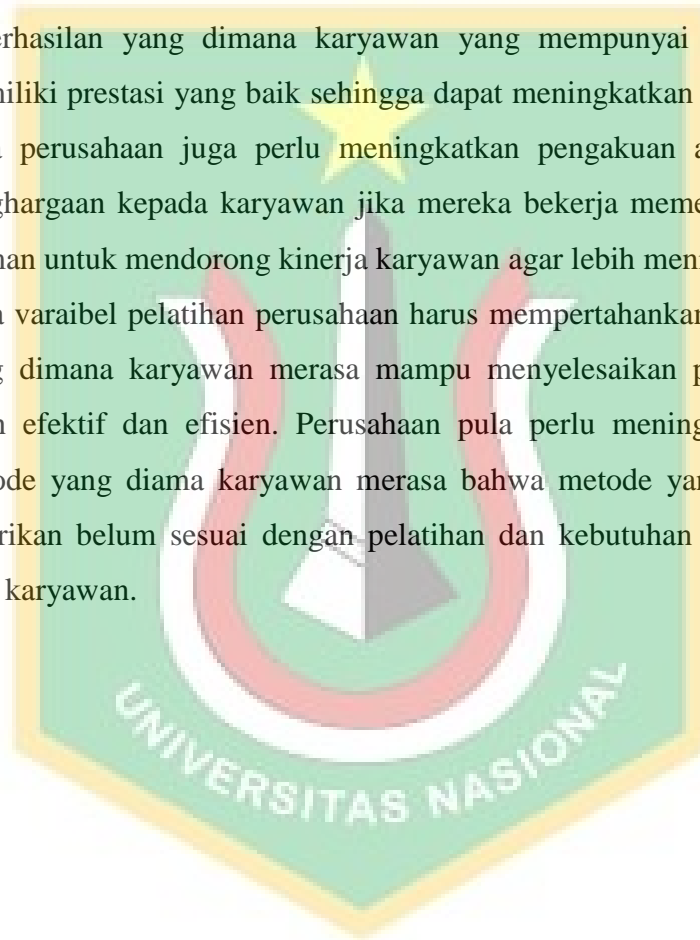 erhasilan yang dimana karyawan yang mempunyai
miliki prestasi yang baik sehingga dapat meningkatkan
perusahaan juga perlu meningkatkan pengakuan a
ghargaan kepada karyawan jika mereka bekerja meme
nan untuk mendorong kinerja karyawan agar lebih meni
a varaibel pelatihan perusahaan harus mempertahankan
g dimana karyawan merasa mampu menyelesaikan p
n efektif dan efisien. Perusahaan pula perlu mening
ode yang diama karyawan merasa bahwa metode yan
rikan belum sesuai dengan pelatihan dan kebutuhan
karyawan.
UNIVERSITAS NASIONAL